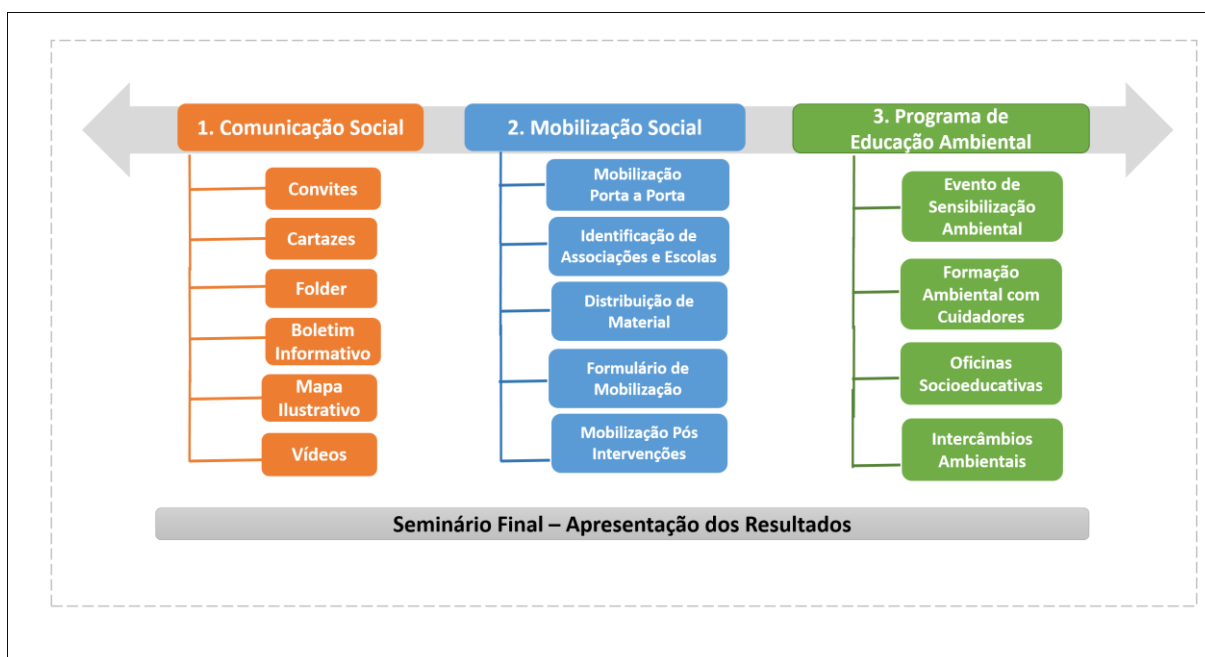 1. Comunicação Social
Convites
Cartazes
Folder
Boletim
Informativo
Mapa
Ilustrativo
Vídeos
2. Mobilização Social
Mobilização
Porta a Porta
Identificação de
Associações e Escolas
Distribuição de
Material
Formulário de
Mobilização
Mobilização Pós
Intervenções
3. Programa de
Educação Ambiental
Evento de
Sensibilização
Ambiental
Formação
Ambiental com
Cuidadores
Oficinas
Socioeducativas
Intercâmbios
Ambientais
Seminário Final – Apresentação dos Resultados